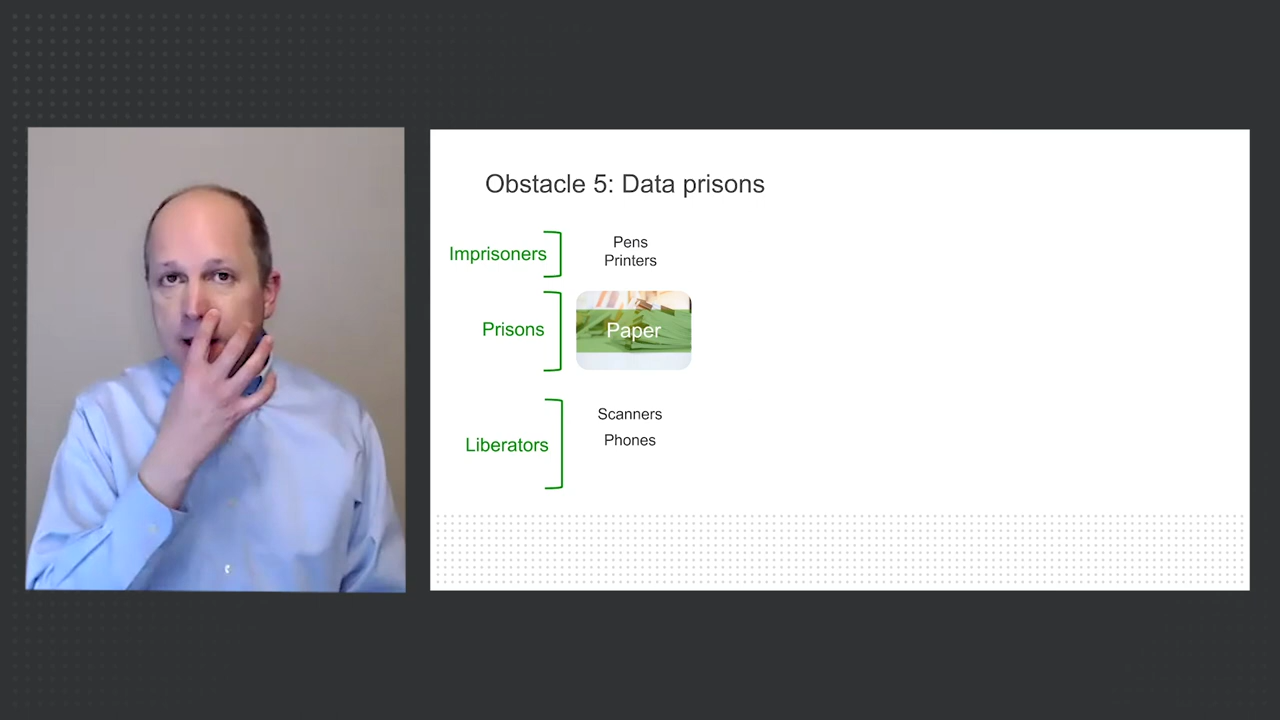 Obstacle 5: Data prisons
Imprisoners
Pens
Printers
Prisons
Paper
Liberators
Scanners
Phones